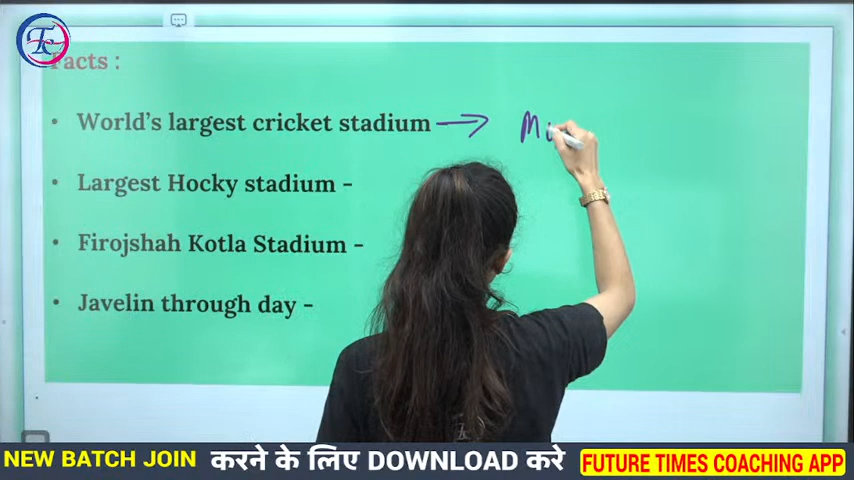 Facts :
• World's largest cricket stadium → M
• Largest Hocky stadium -
• Firojshah Kotla Stadium -
• Javelin through day -
NEW BATCH JOIN करने के लिए DOWNLOAD करे FUTURE TIMES COACHING APP